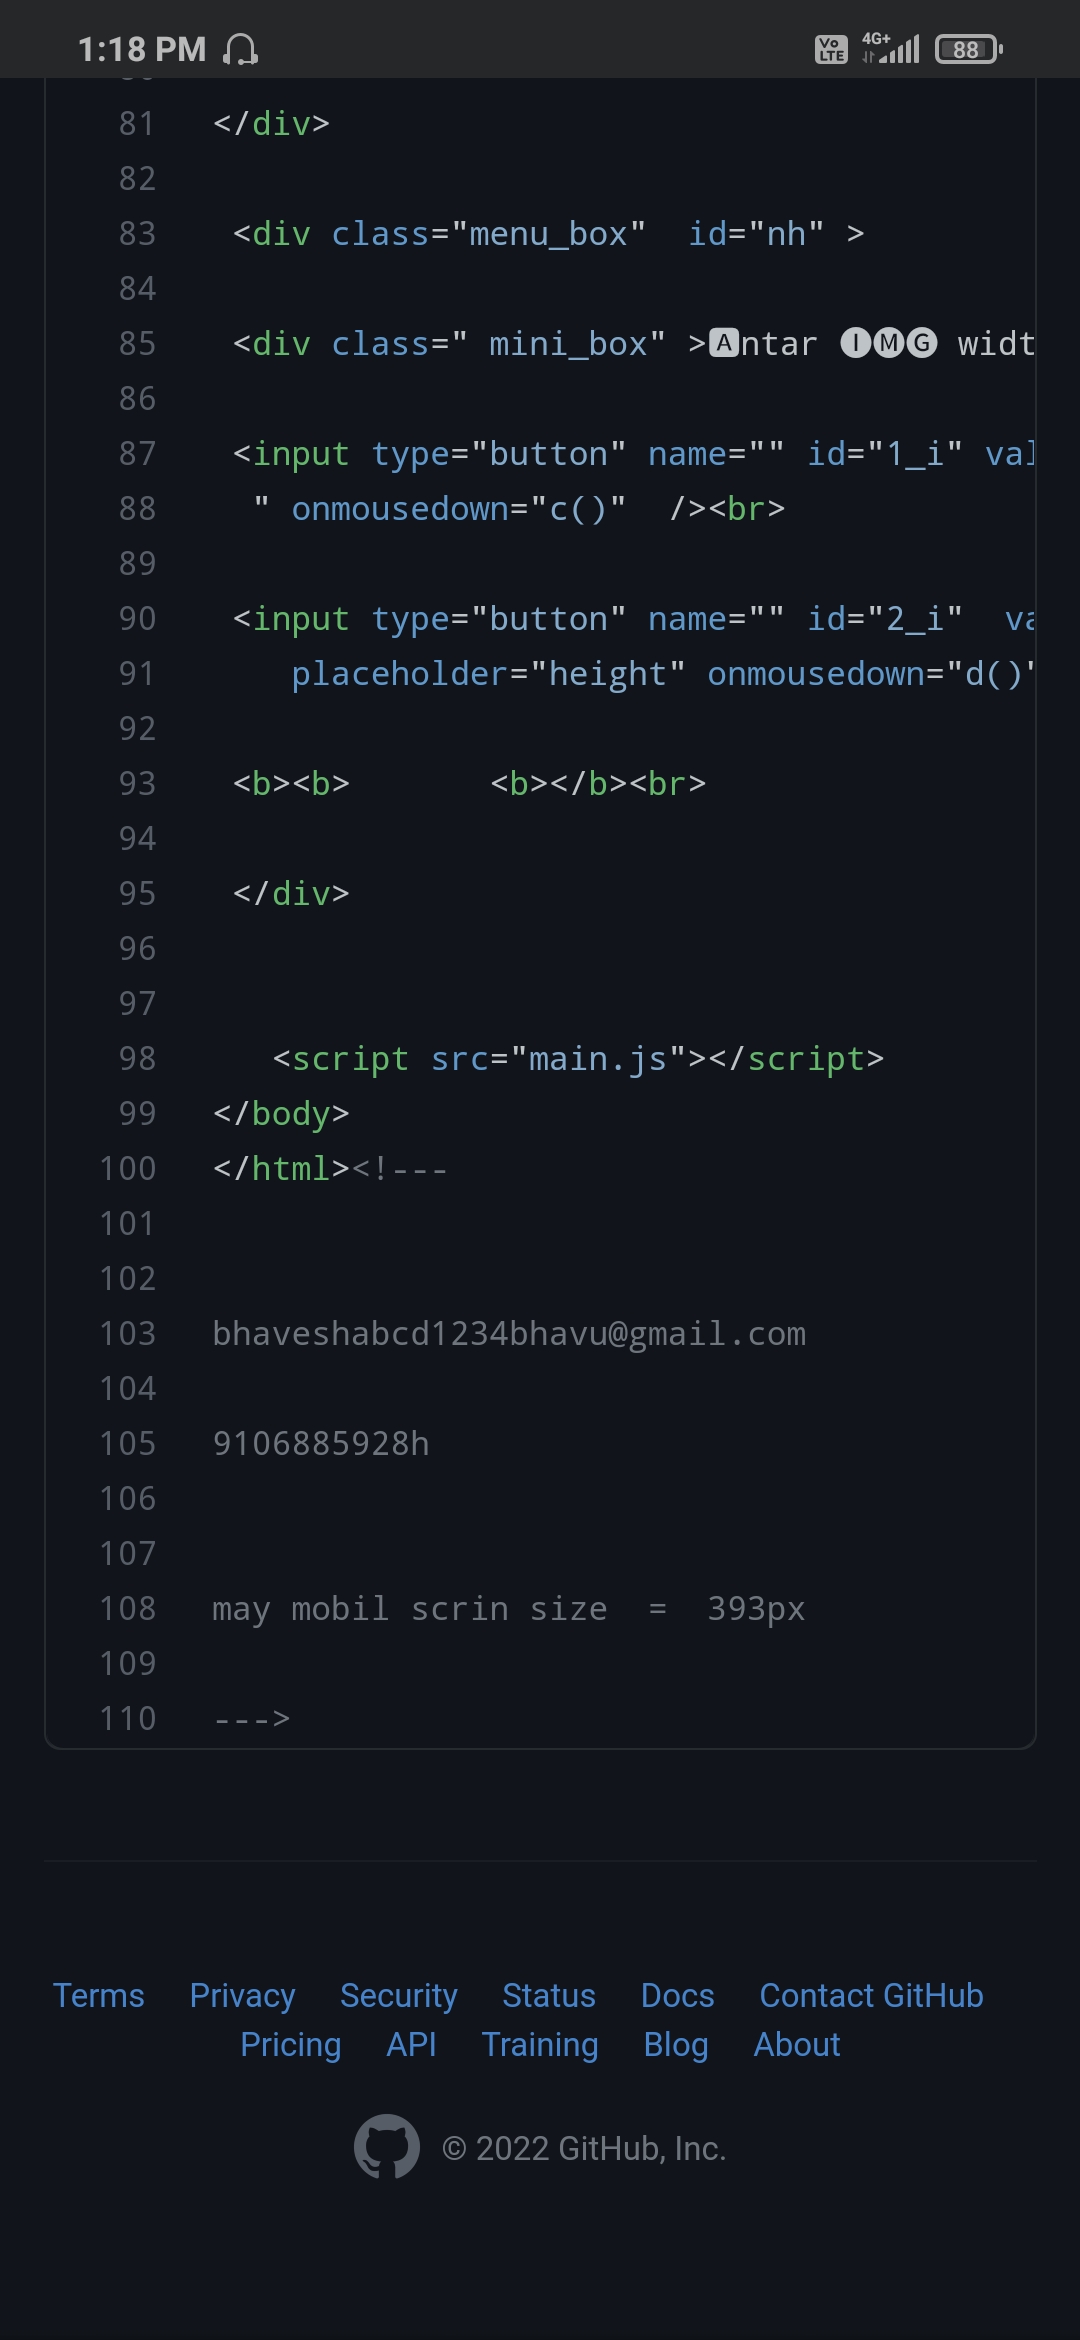 1:18 PM VoLTE 4G+ 88
81 </div>
82
83 <div class="menu_box"  id="nh" >
84
85 <div class=" mini_box" >🅰ntar 🅘🅜🅖 widt
86
87 <input type="button" name="" id="1_i" val
88 " onmousedown="c()"  /><br>
89
90 <input type="button" name="" id="2_i"  va
91 placeholder="height" onmousedown="d()"
92
93 <b><b>       <b></b><br>
94
95 </div>
96
97
98 <script src="main.js"></script>
99 </body>
100 </html><!---
101
102
103 bhaveshabcd1234bhavu@gmail.com
104
105 9106885928h
106
107
108 may mobil scrin size  =  393px
109
110 --->
Terms Privacy Security Status Docs Contact GitHub
Pricing API Training Blog About
© 2022 GitHub, Inc.